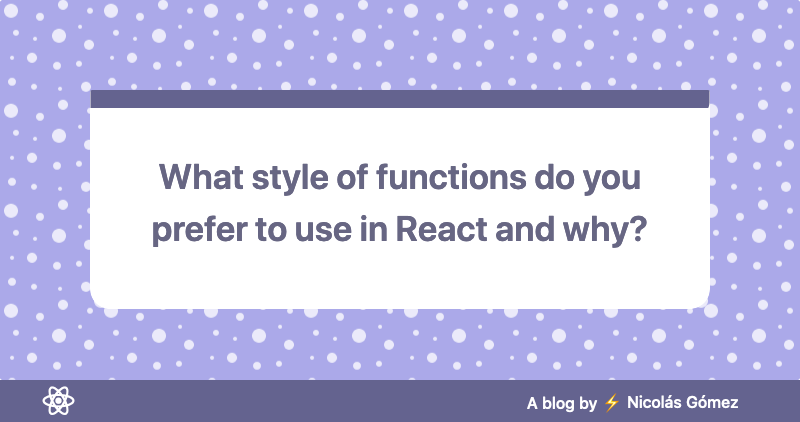 What style of functions do you
prefer to use in React and why?
A blog by ⚡ Nicolás Gómez